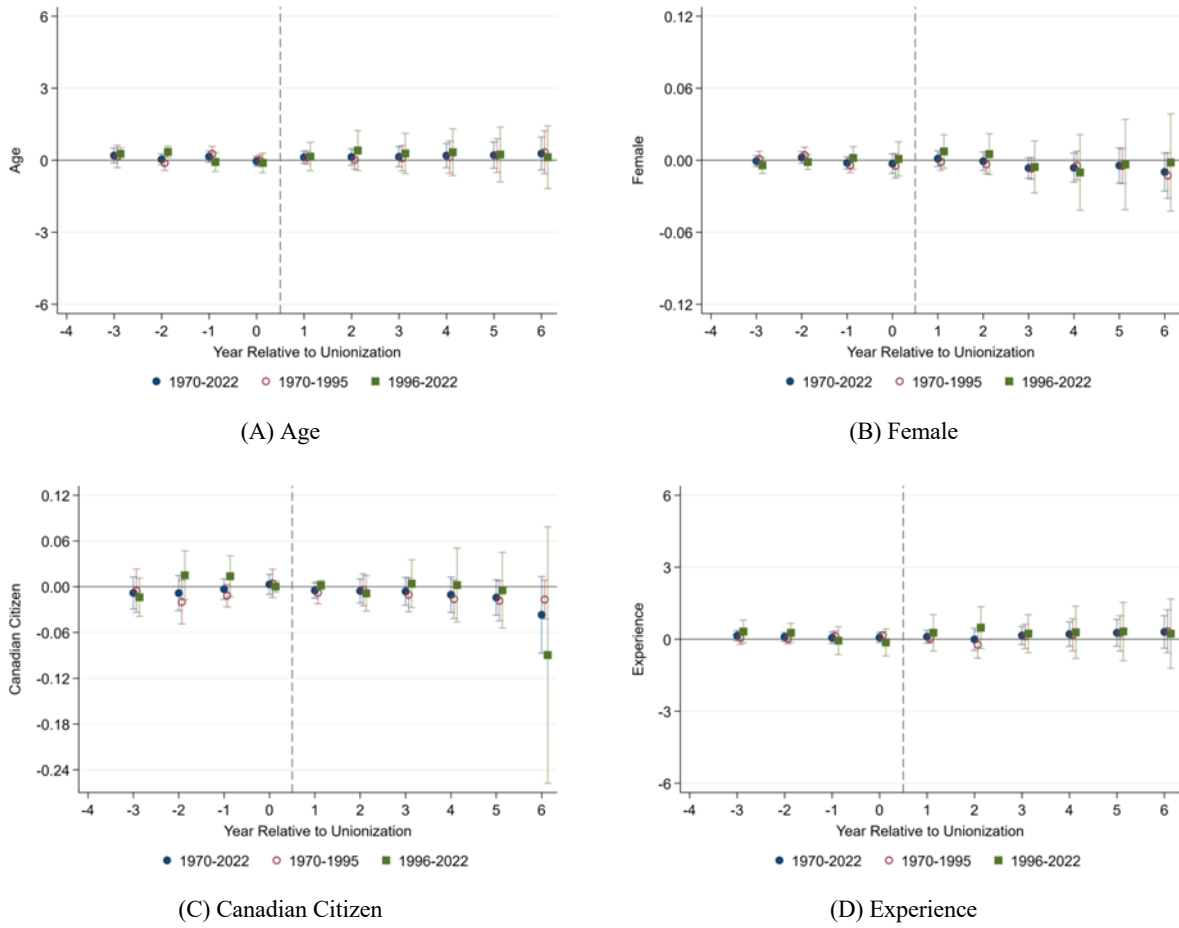 6
3
0
-3
-6
Age
-4 -3 -2 -1 0 1 2 3 4 5 6
Year Relative to Unionization
1970-2022 1970-1995 1996-2022
(A) Age
0.12
0.06
0.00
-0.06
-0.12
Female
-4 -3 -2 -1 0 1 2 3 4 5 6
Year Relative to Unionization
1970-2022 1970-1995 1996-2022
(B) Female
0.12
0.06
0.00
-0.06
-0.12
-0.18
-0.24
Canadian Citizen
-4 -3 -2 -1 0 1 2 3 4 5 6
Year Relative to Unionization
1970-2022 1970-1995 1996-2022
(C) Canadian Citizen
6
3
0
-3
-6
Experience
-4 -3 -2 -1 0 1 2 3 4 5 6
Year Relative to Unionization
1970-2022 1970-1995 1996-2022
(D) Experience